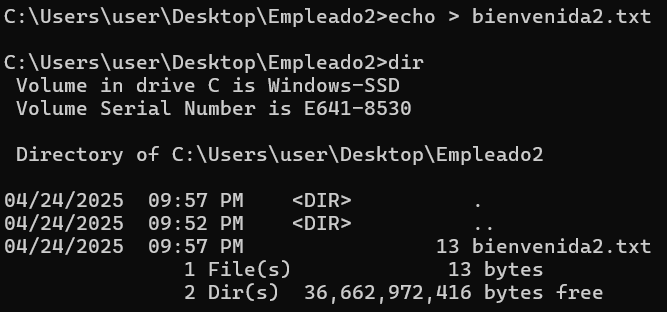 C:\Users\user\Desktop\Empleado2>echo > bienvenida2.txt
C:\Users\user\Desktop\Empleado2>dir
Volume in drive C is Windows-SSD
Volume Serial Number is E641-8530
Directory of C:\Users\user\Desktop\Empleado2
04/24/2025  09:57 PM    <DIR>          .
04/24/2025  09:52 PM    <DIR>          ..
04/24/2025  09:57 PM                13 bienvenida2.txt
1 File(s)             13 bytes
2 Dir(s)  36,662,972,416 bytes free